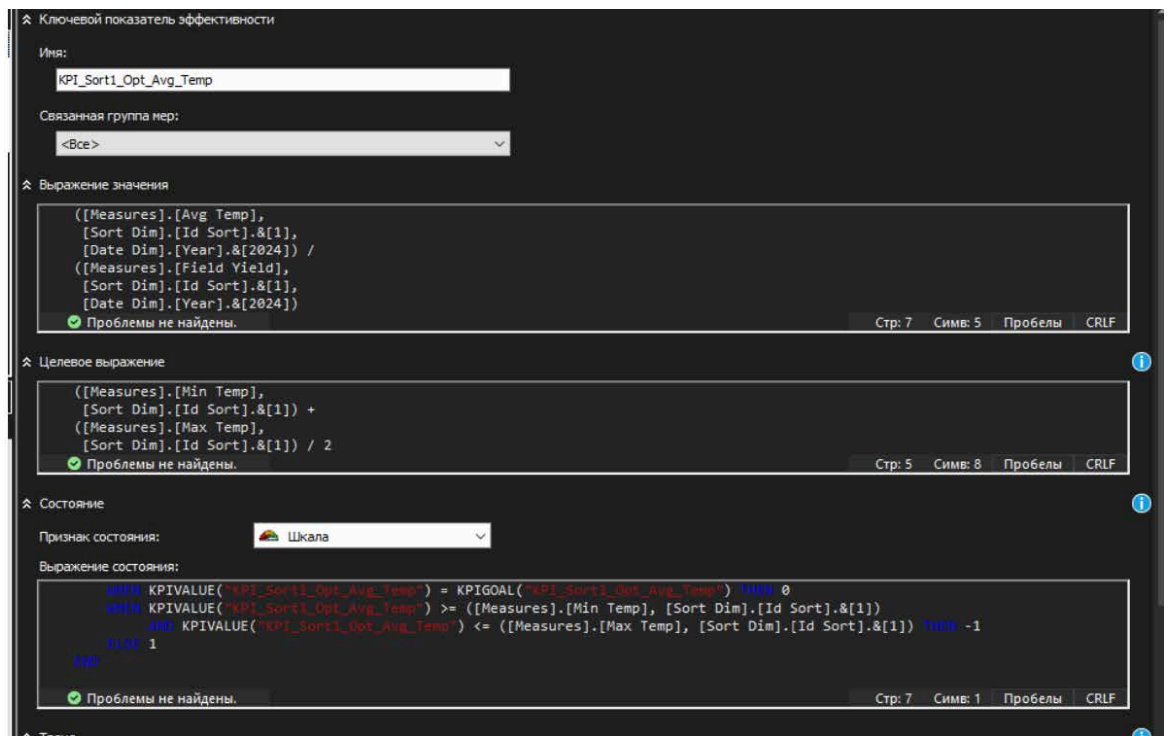 Ключевой показатель эффективности
Имя:
KPI_Sort1_Opt_Avg_Temp
Связанная группа мер:
<Все>
Выражение значения
([Measures].[Avg Temp],
[Sort Dim].[Id Sort].&[1],
[Date Dim].[Year].&[2024]) /
([Measures].[Field Yield],
[Sort Dim].[Id Sort].&[1],
[Date Dim].[Year].&[2024])
Проблемы не найдены. Стр: 7 Симв: 5 Пробелы CRLF
Целевое выражение
([Measures].[Min Temp],
[Sort Dim].[Id Sort].&[1]) +
([Measures].[Max Temp],
[Sort Dim].[Id Sort].&[1]) / 2
Проблемы не найдены. Стр: 5 Симв: 8 Пробелы CRLF
Состояние
Признак состояния: Шкала
Выражение состояния:
WHEN KPIVALUE("KPI_Sort1_Opt_Avg_Temp") = KPIGOAL("KPI_Sort1_Opt_Avg_Temp") THEN 0
WHEN KPIVALUE("KPI_Sort1_Opt_Avg_Temp") >= ([Measures].[Min Temp], [Sort Dim].[Id Sort].&[1])
AND KPIVALUE("KPI_Sort1_Opt_Avg_Temp") <= ([Measures].[Max Temp], [Sort Dim].[Id Sort].&[1]) THEN -1
ELSE 1
Проблемы не найдены. Стр: 7 Симв: 1 Пробелы CRLF